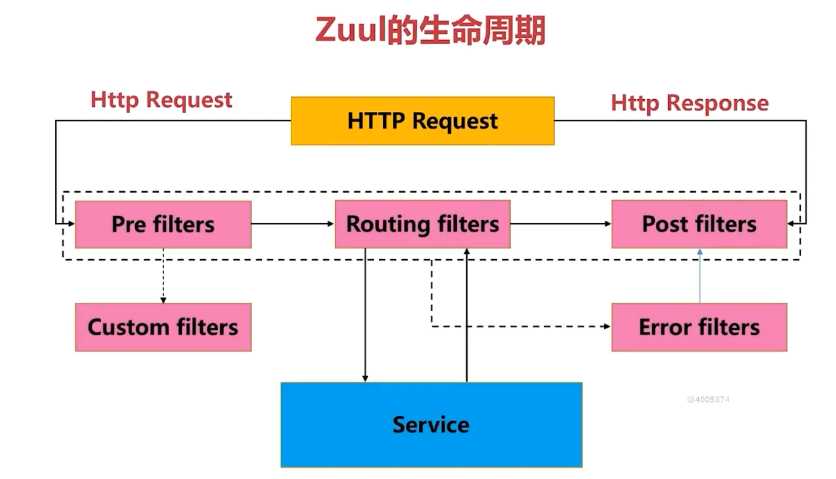 Zuul的生命周期
Http Request
HTTP Request
Http Response
Pre filters
Routing filters
Post filters
Custom filters
Error filters
Service
@4005874